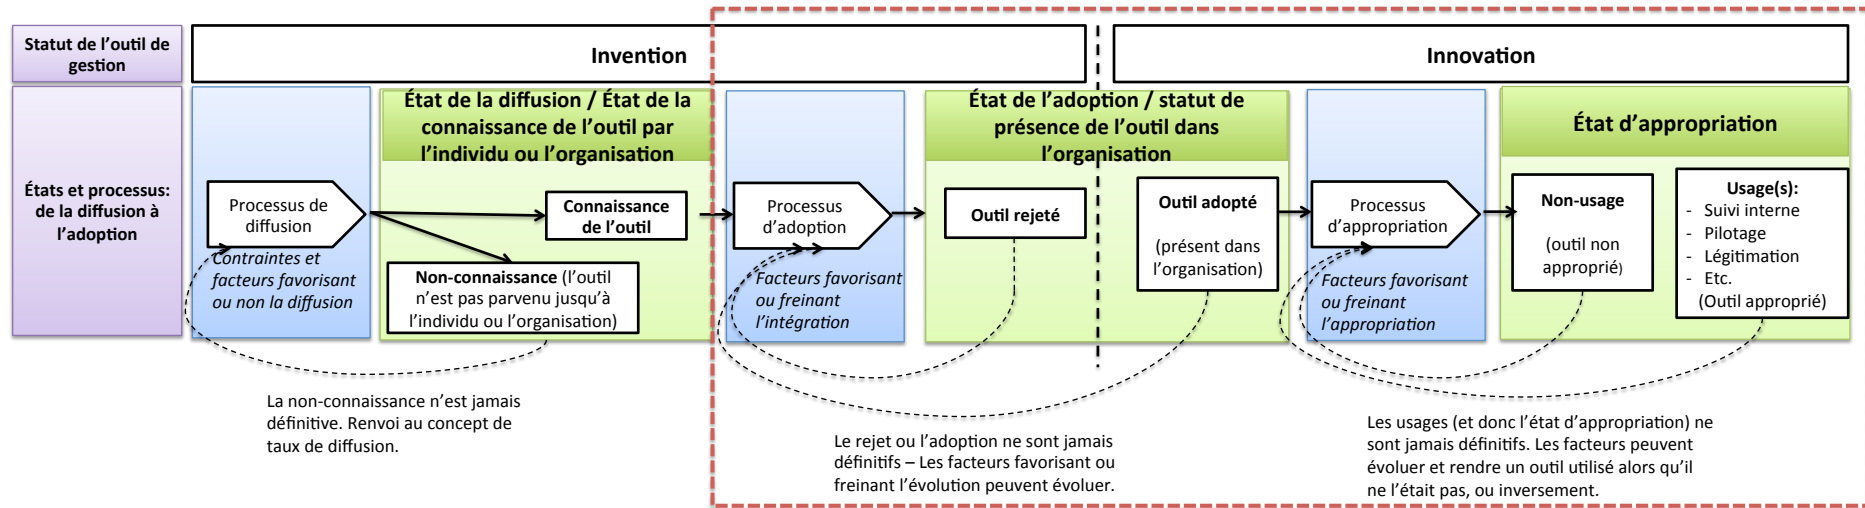 Statut de l’outil de
gestion
Invention
Innovation
États et processus:
de la diffusion à
l’adoption
Processus de
diffusion
Contraintes et
facteurs favorisant
ou non la diffusion
État de la diffusion / État de la
connaissance de l’outil par
l’individu ou l’organisation
Connaissance
de l’outil
Non-connaissance (l’outil
n’est pas parvenu jusqu’à
l’individu ou l’organisation)
Processus
d’adoption
Facteurs favorisant
ou freinant
l’intégration
État de l’adoption / statut de
présence de l’outil dans
l’organisation
Outil rejeté
Outil adopté
(présent dans
l’organisation)
Processus
d’appropriation
Facteurs favorisant
ou freinant
l’appropriation
État d’appropriation
Non-usage
(outil non
approprié)
Usage(s):
- Suivi interne
- Pilotage
- Légitimation
- Etc.
(Outil approprié)
La non-connaissance n’est jamais
définitive. Renvoi au concept de
taux de diffusion.
Le rejet ou l’adoption ne sont jamais
définitifs – Les facteurs favorisant ou
freinant l’évolution peuvent évoluer.
Les usages (et donc l’état d’appropriation) ne
sont jamais définitifs. Les facteurs peuvent
évoluer et rendre un outil utilisé alors qu’il
ne l’était pas, ou inversement.